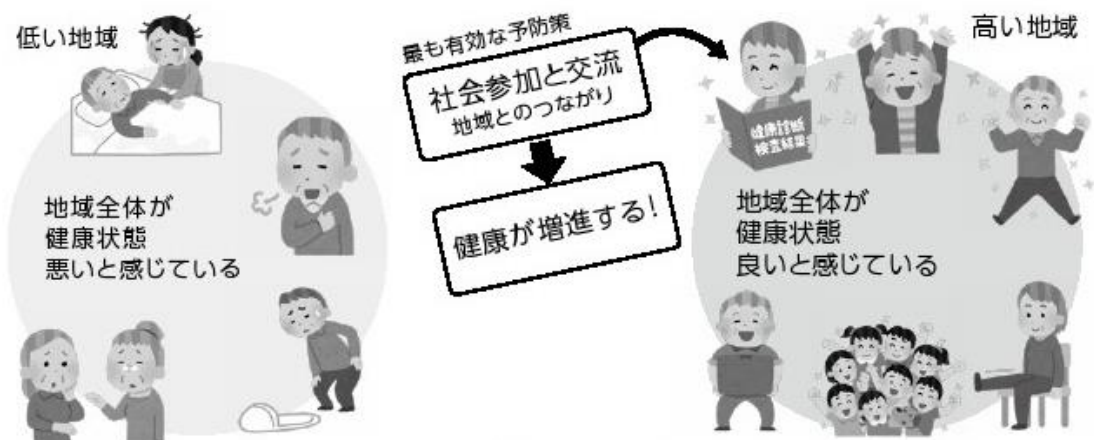 低い地域
地域全体が
健康状態
悪いと感じている
最も有効な予防策
社会参加と交流
地域とのつながり
健康が増進する！
高い地域
健康診断
検査結果
地域全体が
健康状態
良いと感じている